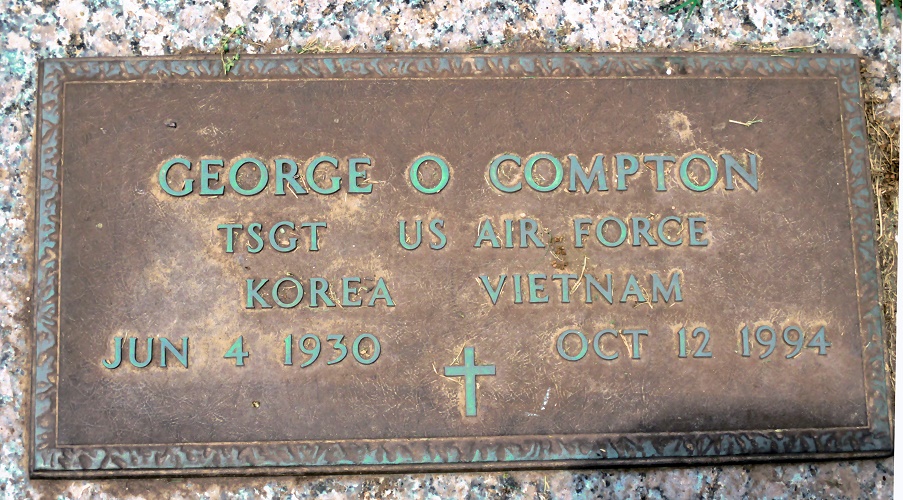 GEORGE O COMPTON
TSGT US AIR FORCE
KOREA VIETNAM
JUN 4 1930 OCT 12 1994